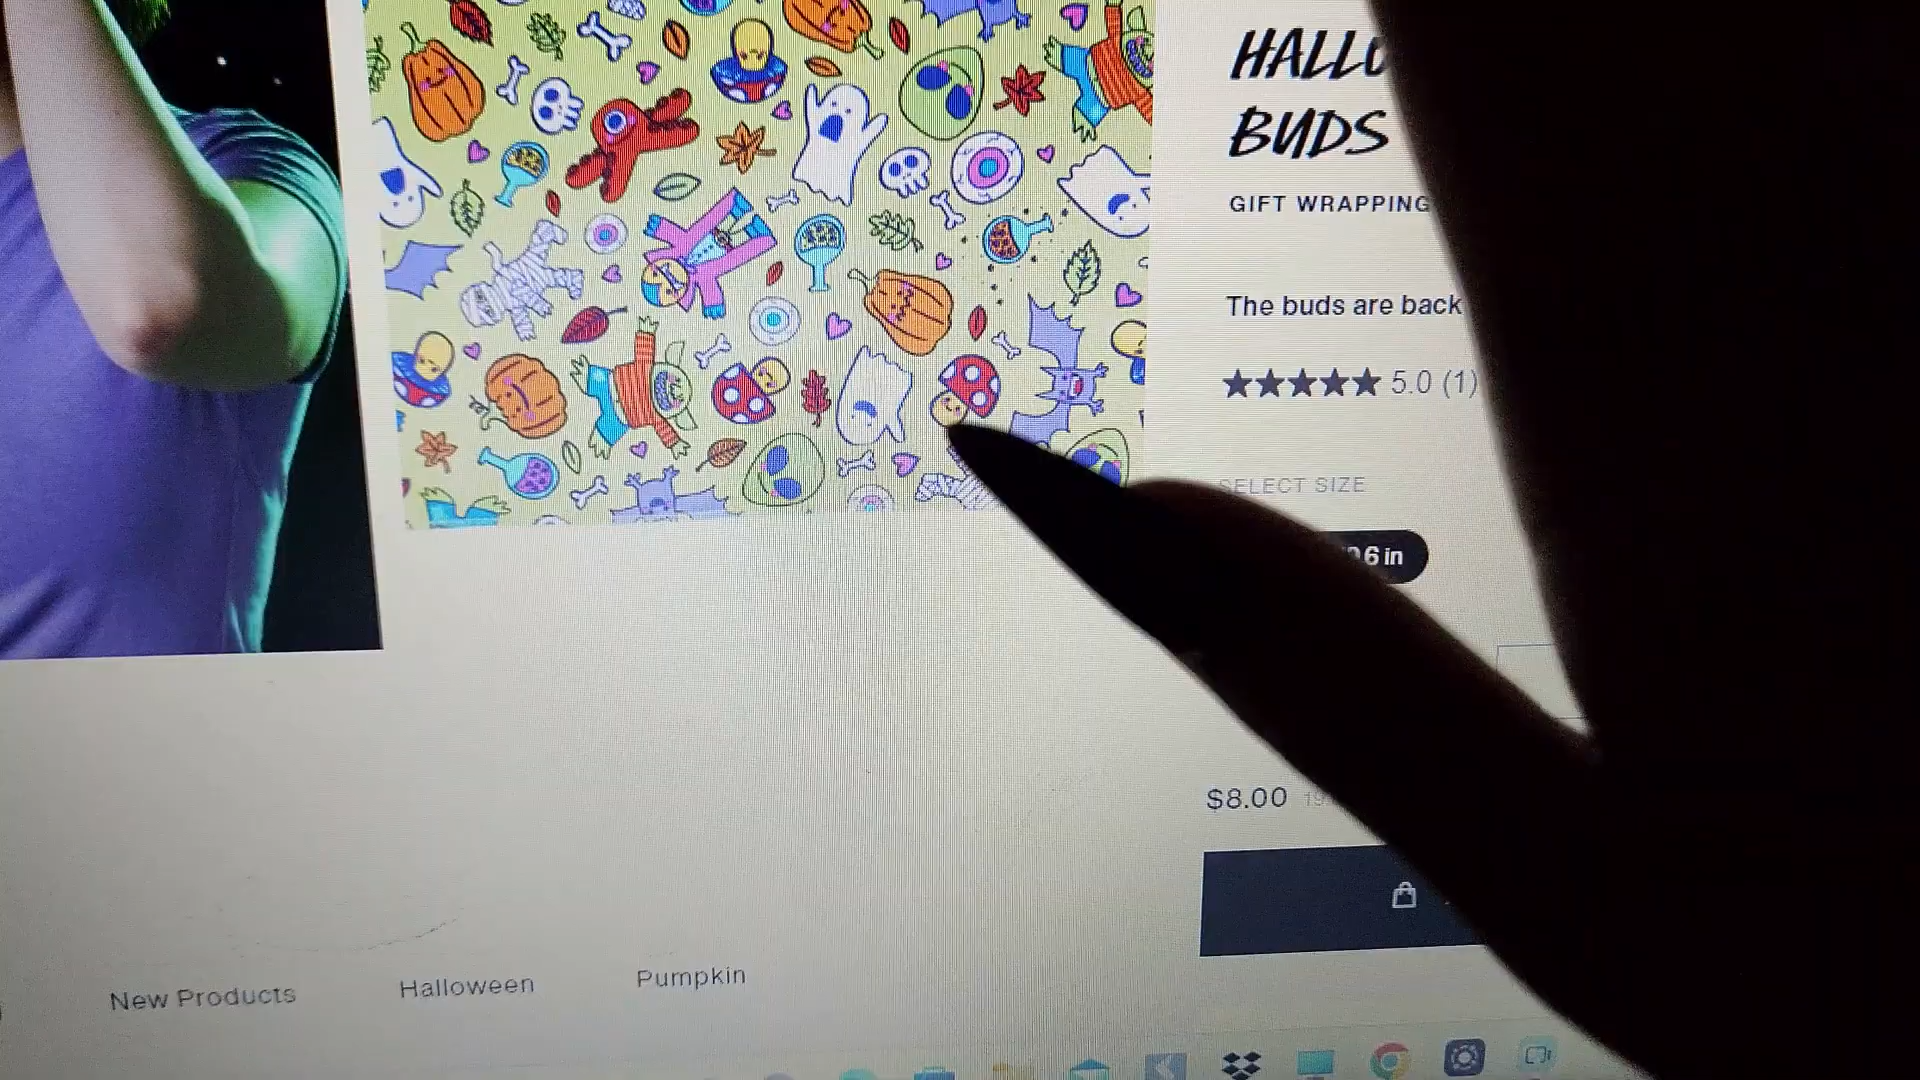 HALLO
BUDS
GIFT WRAPPING
The buds are back
5.0 (1)
SELECT SIZE
6 in
$8.00
New Products
Halloween
Pumpkin